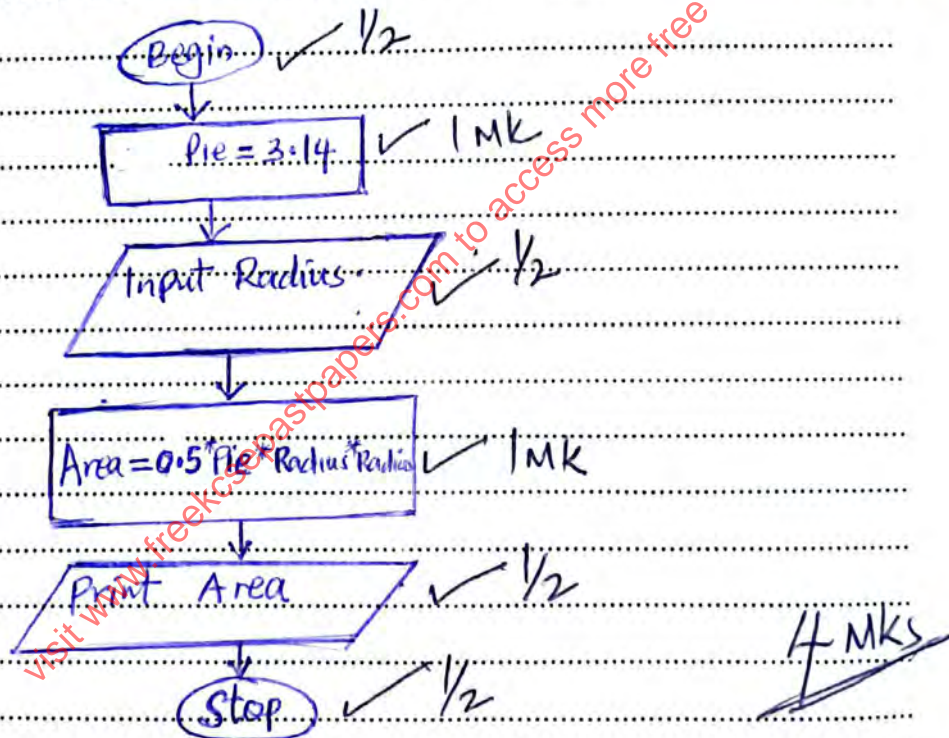 Begin ✓ 1/2
Pie = 3.14 ✓ 1 MK
Input Radius. ✓ 1/2
Area = 0.5*Pie*Radius*Radius ✓ 1 MK
Print Area ✓ 1/2
4 MKS
Stop ✓ 1/2
visit www.freekcsepastpapers.com to access more free